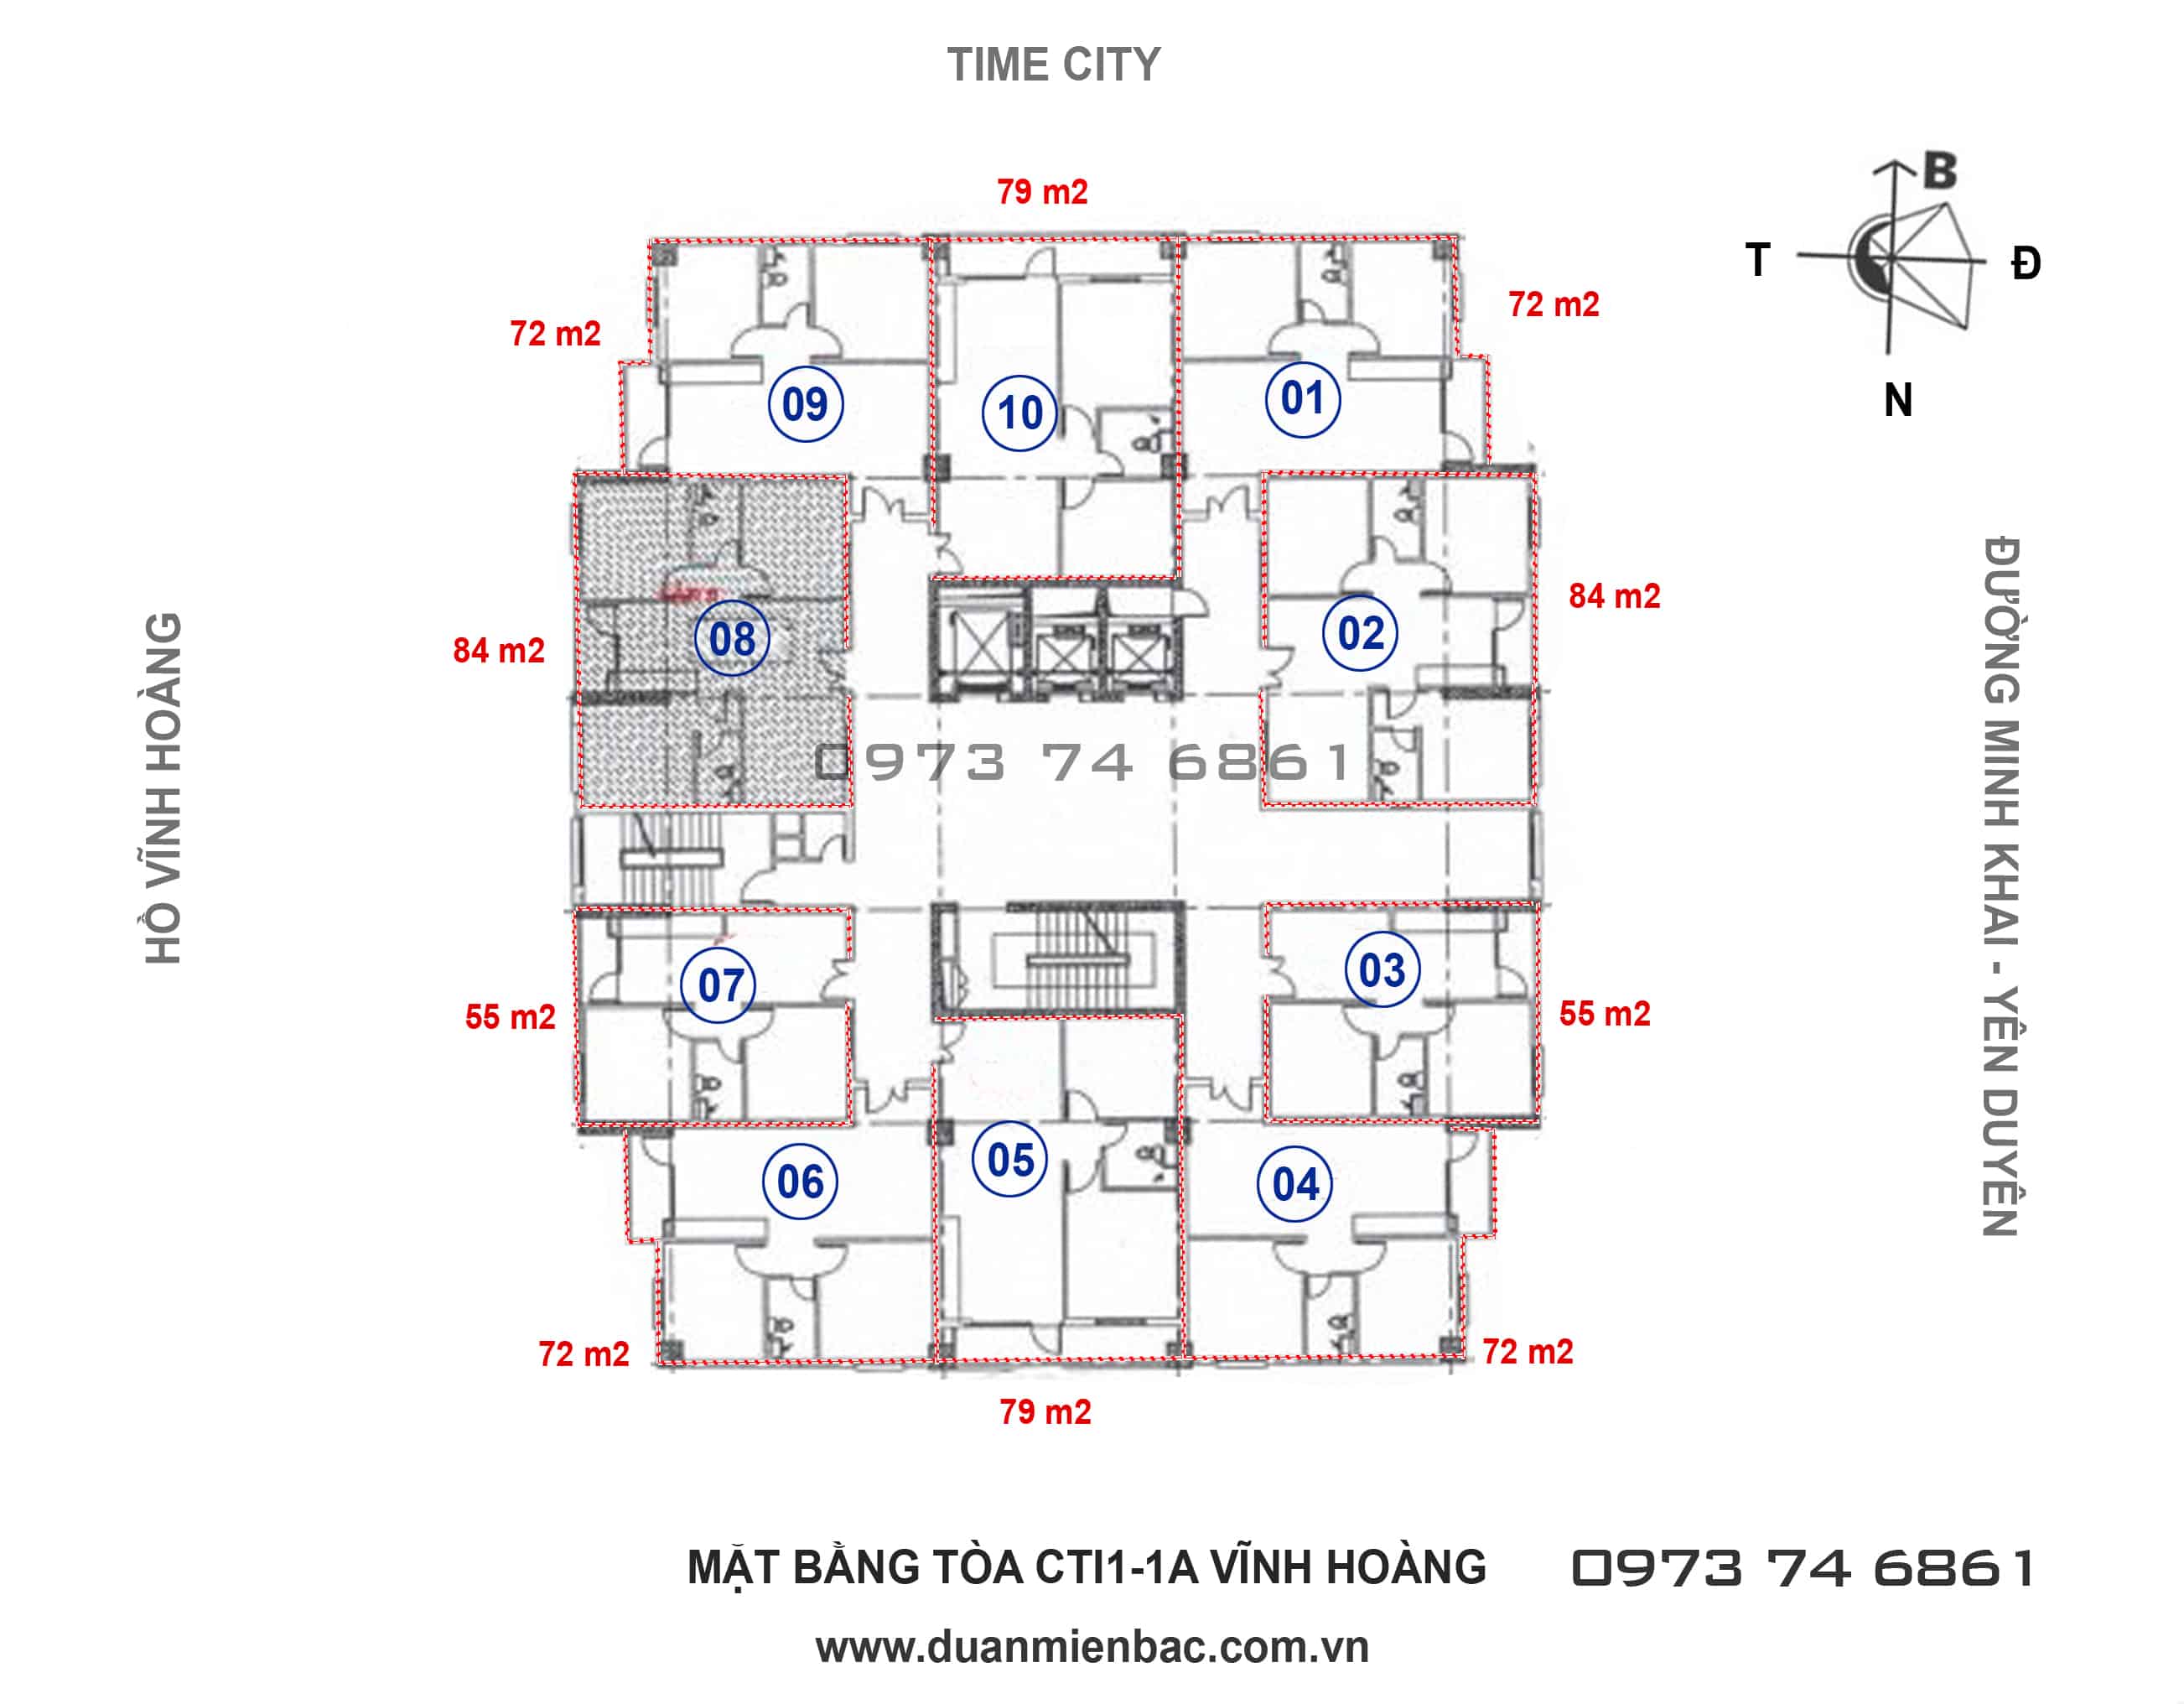 TIME CITY
79 m2
B
T
Đ
N
72 m2
72 m2
09
10
01
84 m2
08
02
84 m2
HỒ VĨNH HOÀNG
ĐƯỜNG MINH KHAI - YÊN DUYÊN
0973 74 6861
07
03
55 m2
55 m2
06
05
04
72 m2
72 m2
79 m2
MẶT BẰNG TÒA CTI1-1A VĨNH HOÀNG
0973 74 6861
www.duanmienbac.com.vn